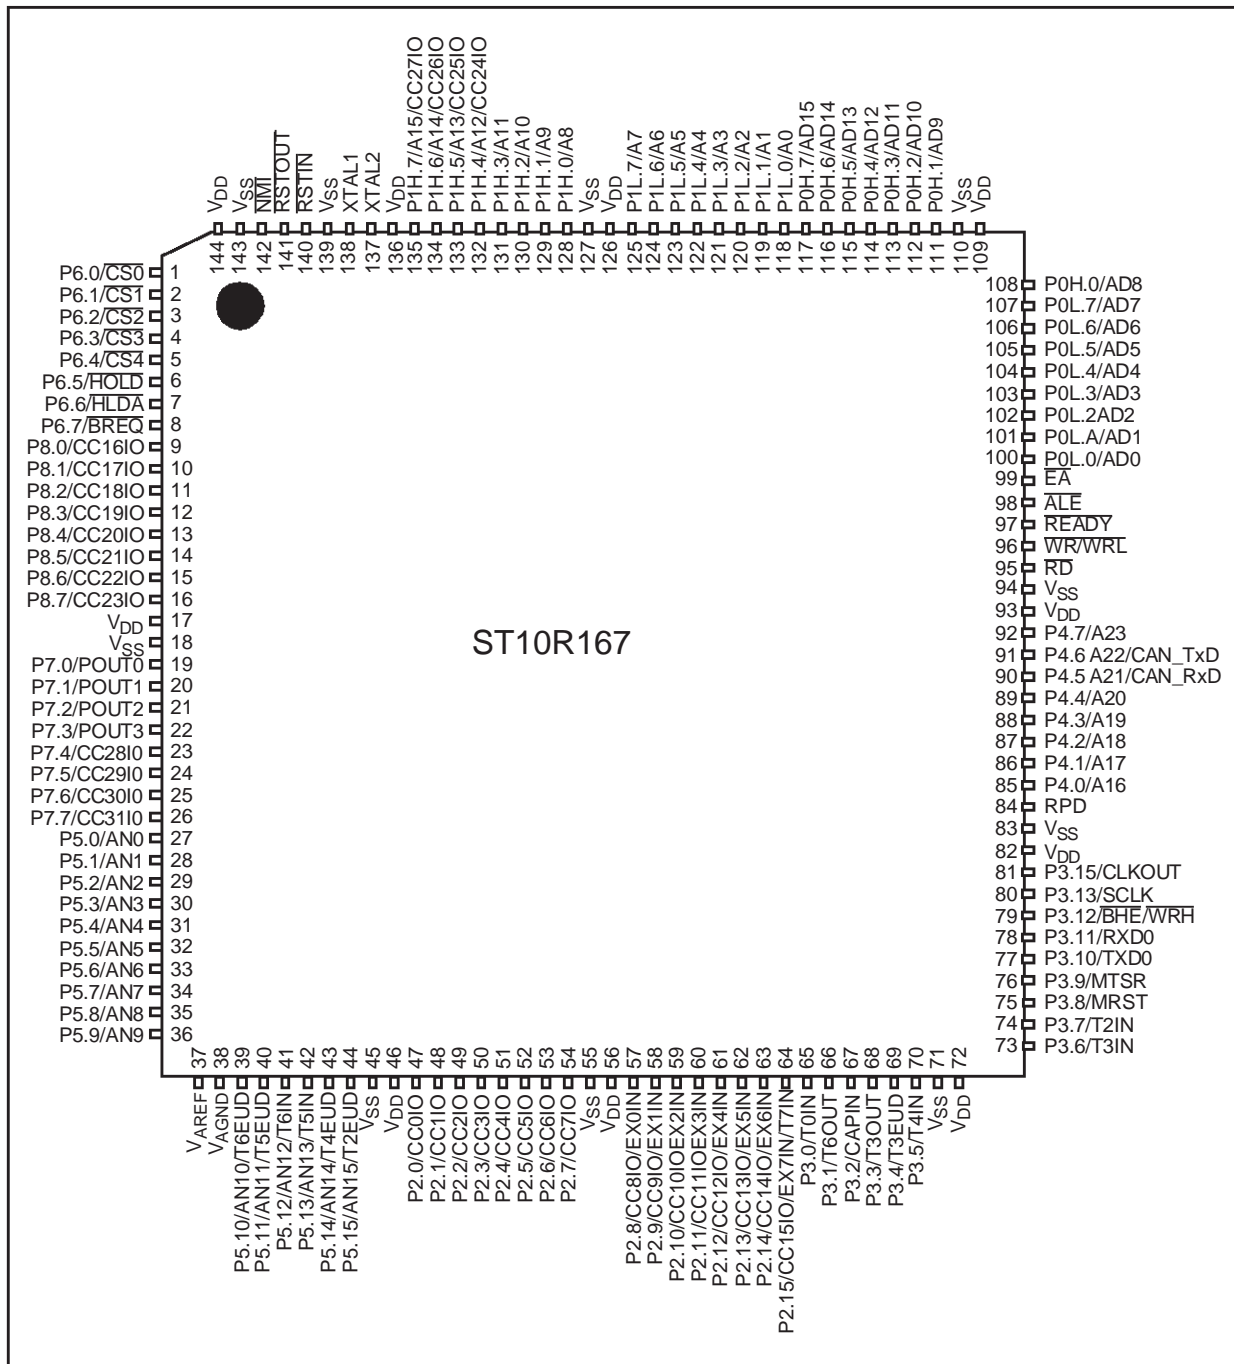 V_DD
V_SS
NMI
RSTOUT
RSTIN
V_SS
XTAL1
XTAL2
V_DD
P1H.7/A15/CC27IO
P1H.6/A14/CC26IO
P1H.5/A13/CC25IO
P1H.4/A12/CC24IO
P1H.3/A11
P1H.2/A10
P1H.1/A9
P1H.0/A8
V_SS
V_DD
P1L.7/A7
P1L.6/A6
P1L.5/A5
P1L.4/A4
P1L.3/A3
P1L.2/A2
P1L.1/A1
P1L.0/A0
P0H.7/AD15
P0H.6/AD14
P0H.5/AD13
P0H.4/AD12
P0H.3/AD11
P0H.2/AD10
P0H.1/AD9
V_SS
V_DD
144
143
142
141
140
139
138
137
136
135
134
133
132
131
130
129
128
127
126
125
124
123
122
121
120
119
118
117
116
115
114
113
112
111
110
109
P6.0/CS0 1
P6.1/CS1 2
P6.2/CS2 3
P6.3/CS3 4
P6.4/CS4 5
P6.5/HOLD 6
P6.6/HLDA 7
P6.7/BREQ 8
P8.0/CC16IO 9
P8.1/CC17IO 10
P8.2/CC18IO 11
P8.3/CC19IO 12
P8.4/CC20IO 13
P8.5/CC21IO 14
P8.6/CC22IO 15
P8.7/CC23IO 16
V_DD 17
V_SS 18
P7.0/POUT0 19
P7.1/POUT1 20
P7.2/POUT2 21
P7.3/POUT3 22
P7.4/CC28I0 23
P7.5/CC29I0 24
P7.6/CC30I0 25
P7.7/CC31I0 26
P5.0/AN0 27
P5.1/AN1 28
P5.2/AN2 29
P5.3/AN3 30
P5.4/AN4 31
P5.5/AN5 32
P5.6/AN6 33
P5.7/AN7 34
P5.8/AN8 35
P5.9/AN9 36
ST10R167
108 P0H.0/AD8
107 P0L.7/AD7
106 P0L.6/AD6
105 P0L.5/AD5
104 P0L.4/AD4
103 P0L.3/AD3
102 P0L.2AD2
101 P0L.A/AD1
100 P0L.0/AD0
99 EA
98 ALE
97 READY
96 WR/WRL
95 RD
94 V_SS
93 V_DD
92 P4.7/A23
91 P4.6 A22/CAN_TxD
90 P4.5 A21/CAN_RxD
89 P4.4/A20
88 P4.3/A19
87 P4.2/A18
86 P4.1/A17
85 P4.0/A16
84 RPD
83 V_SS
82 V_DD
81 P3.15/CLKOUT
80 P3.13/SCLK
79 P3.12/BHE/WRH
78 P3.11/RXD0
77 P3.10/TXD0
76 P3.9/MTSR
75 P3.8/MRST
74 P3.7/T2IN
73 P3.6/T3IN
37
38
39
40
41
42
43
44
45
46
47
48
49
50
51
52
53
54
55
56
57
58
59
60
61
62
63
64
65
66
67
68
69
70
71
72
V_AREF
V_AGND
P5.10/AN10/T6EUD
P5.11/AN11/T5EUD
P5.12/AN12/T6IN
P5.13/AN13/T5IN
P5.14/AN14/T4EUD
P5.15/AN15/T2EUD
V_SS
V_DD
P2.0/CC0IO
P2.1/CC1IO
P2.2/CC2IO
P2.3/CC3IO
P2.4/CC4IO
P2.5/CC5IO
P2.6/CC6IO
P2.7/CC7IO
V_SS
V_DD
P2.8/CC8IO/EX0IN
P2.9/CC9IO/EX1IN
P2.10/CC10IOEX2IN
P2.11/CC11IOEX3IN
P2.12/CC12IO/EX4IN
P2.13/CC13IO/EX5IN
P2.14/CC14IO/EX6IN
P2.15/CC15IO/EX7IN/T7IN
P3.0/T0IN
P3.1/T6OUT
P3.2/CAPIN
P3.3/T3OUT
P3.4/T3EUD
P3.5/T4IN
V_SS
V_DD